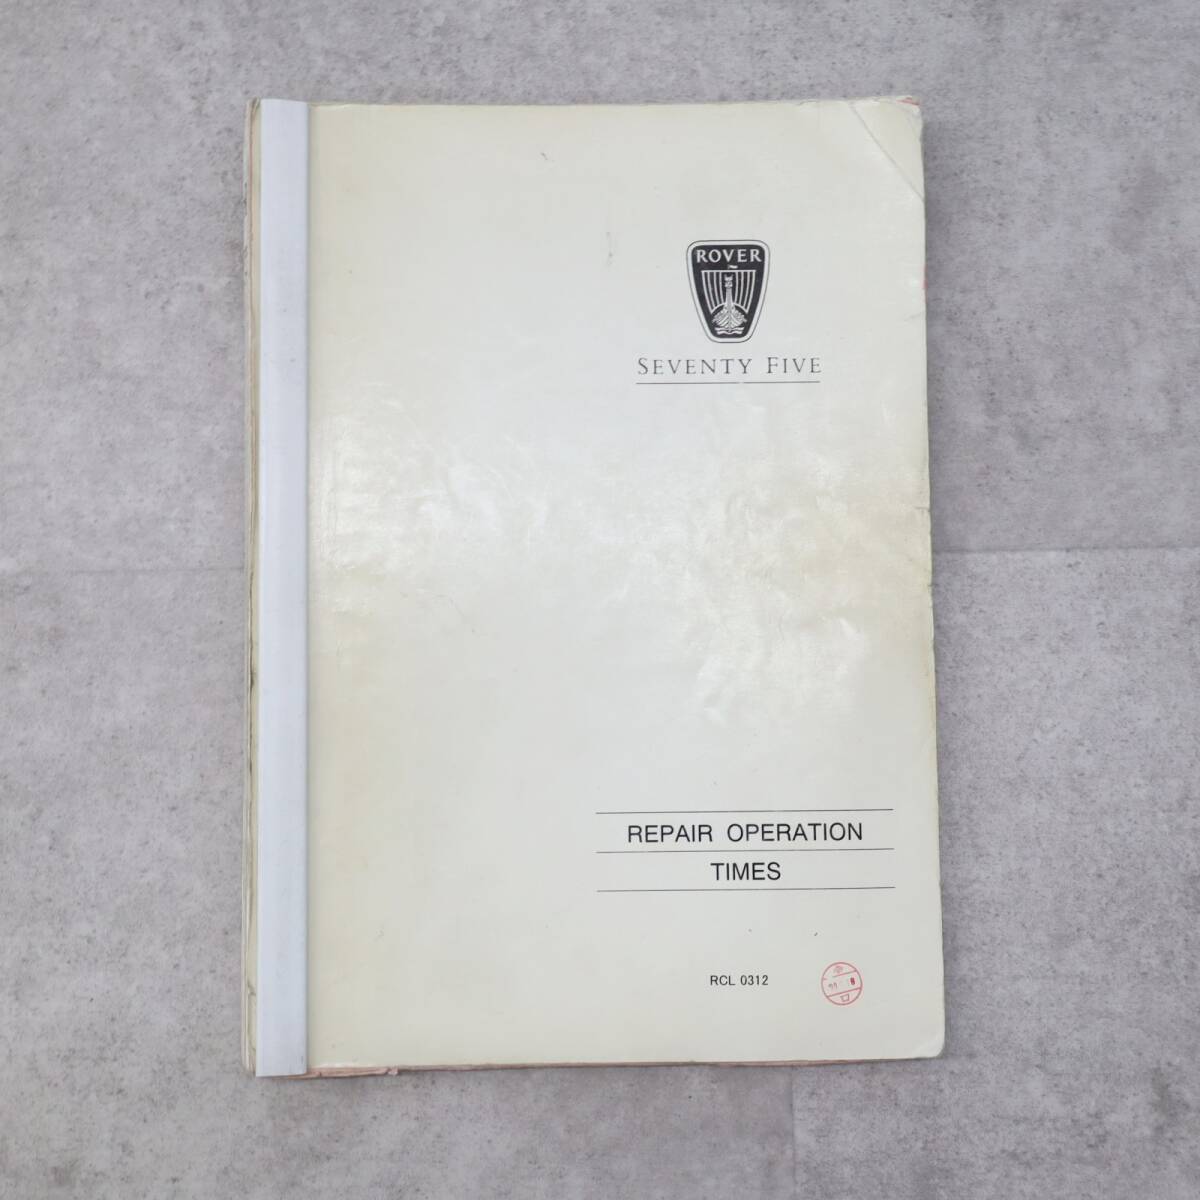 ROVER
SEVENTY FIVE
REPAIR OPERATION
TIMES
RCL 0312